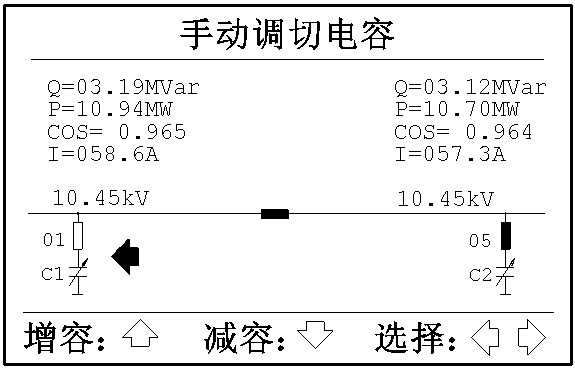 手动调切电容
Q=03.19MVar
P=10.94MW
COS= 0.965
I=058.6A
Q=03.12MVar
P=10.70MW
COS= 0.964
I=057.3A
10.45kV
10.45kV
01
C1
05
C2
增容： 减容： 选择：